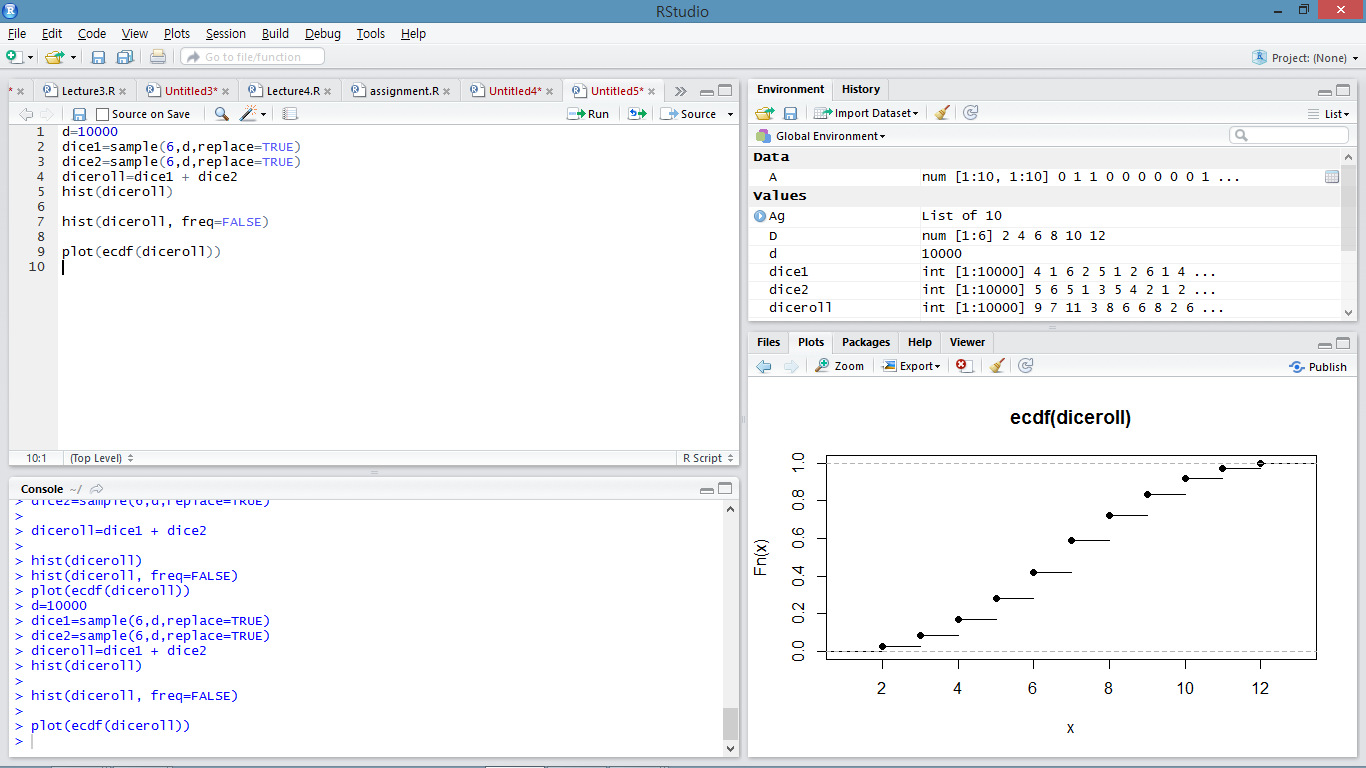 RStudio
File Edit Code View Plots Session Build Debug Tools Help
Go to file/function
Project: (None)
* × Lecture3.R × Untitled3* × Lecture4.R × assignment.R × Untitled4* × Untitled5* ×
Source on Save Run Source
1 d=10000
2 dice1=sample(6,d,replace=TRUE)
3 dice2=sample(6,d,replace=TRUE)
4 diceroll=dice1 + dice2
5 hist(diceroll)
6
7 hist(diceroll, freq=FALSE)
8
9 plot(ecdf(diceroll))
10
10:1 (Top Level) R Script
Console ~/
> dice2=sample(6,d,replace=TRUE)
>
> diceroll=dice1 + dice2
>
> hist(diceroll)
> hist(diceroll, freq=FALSE)
> plot(ecdf(diceroll))
> d=10000
> dice1=sample(6,d,replace=TRUE)
> dice2=sample(6,d,replace=TRUE)
> diceroll=dice1 + dice2
> hist(diceroll)
>
> hist(diceroll, freq=FALSE)
>
> plot(ecdf(diceroll))
>
Environment History
Import Dataset List
Global Environment
Data
A num [1:10, 1:10] 0 1 1 0 0 0 0 0 0 1 ...
Values
Ag List of 10
D num [1:6] 2 4 6 8 10 12
d 10000
dice1 int [1:10000] 4 1 6 2 5 1 2 6 1 4 ...
dice2 int [1:10000] 5 6 5 1 3 5 4 2 1 2 ...
diceroll int [1:10000] 9 7 11 3 8 6 6 8 2 6 ...
Files Plots Packages Help Viewer
Zoom Export Publish
ecdf(diceroll)
Fn(x)
1.0
0.8
0.6
0.4
0.2
0.0
2 4 6 8 10 12
x